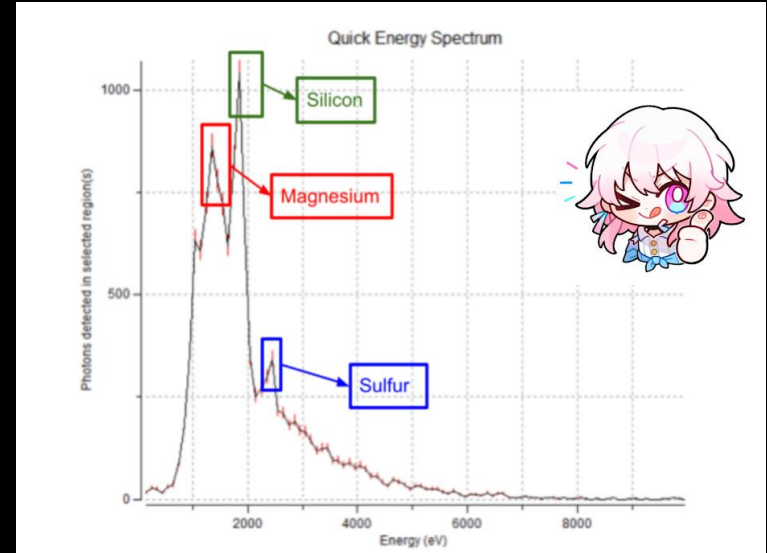 Quick Energy Spectrum
1000
Silicon
Magnesium
500
Sulfur
0
2000 4000 6000 8000
Energy (eV)
Photons detected in selected region(s)